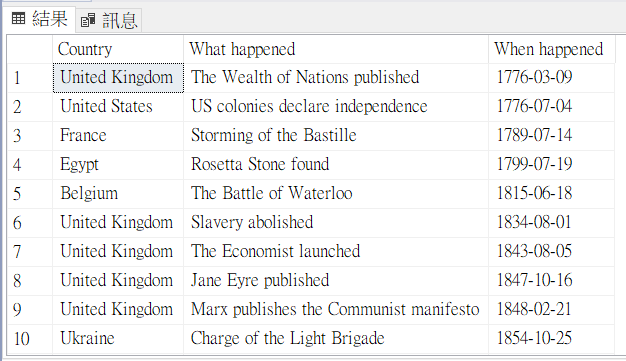 結果 訊息
Country What happened When happened
1 United Kingdom The Wealth of Nations published 1776-03-09
2 United States US colonies declare independence 1776-07-04
3 France Storming of the Bastille 1789-07-14
4 Egypt Rosetta Stone found 1799-07-19
5 Belgium The Battle of Waterloo 1815-06-18
6 United Kingdom Slavery abolished 1834-08-01
7 United Kingdom The Economist launched 1843-08-05
8 United Kingdom Jane Eyre published 1847-10-16
9 United Kingdom Marx publishes the Communist manifesto 1848-02-21
10 Ukraine Charge of the Light Brigade 1854-10-25